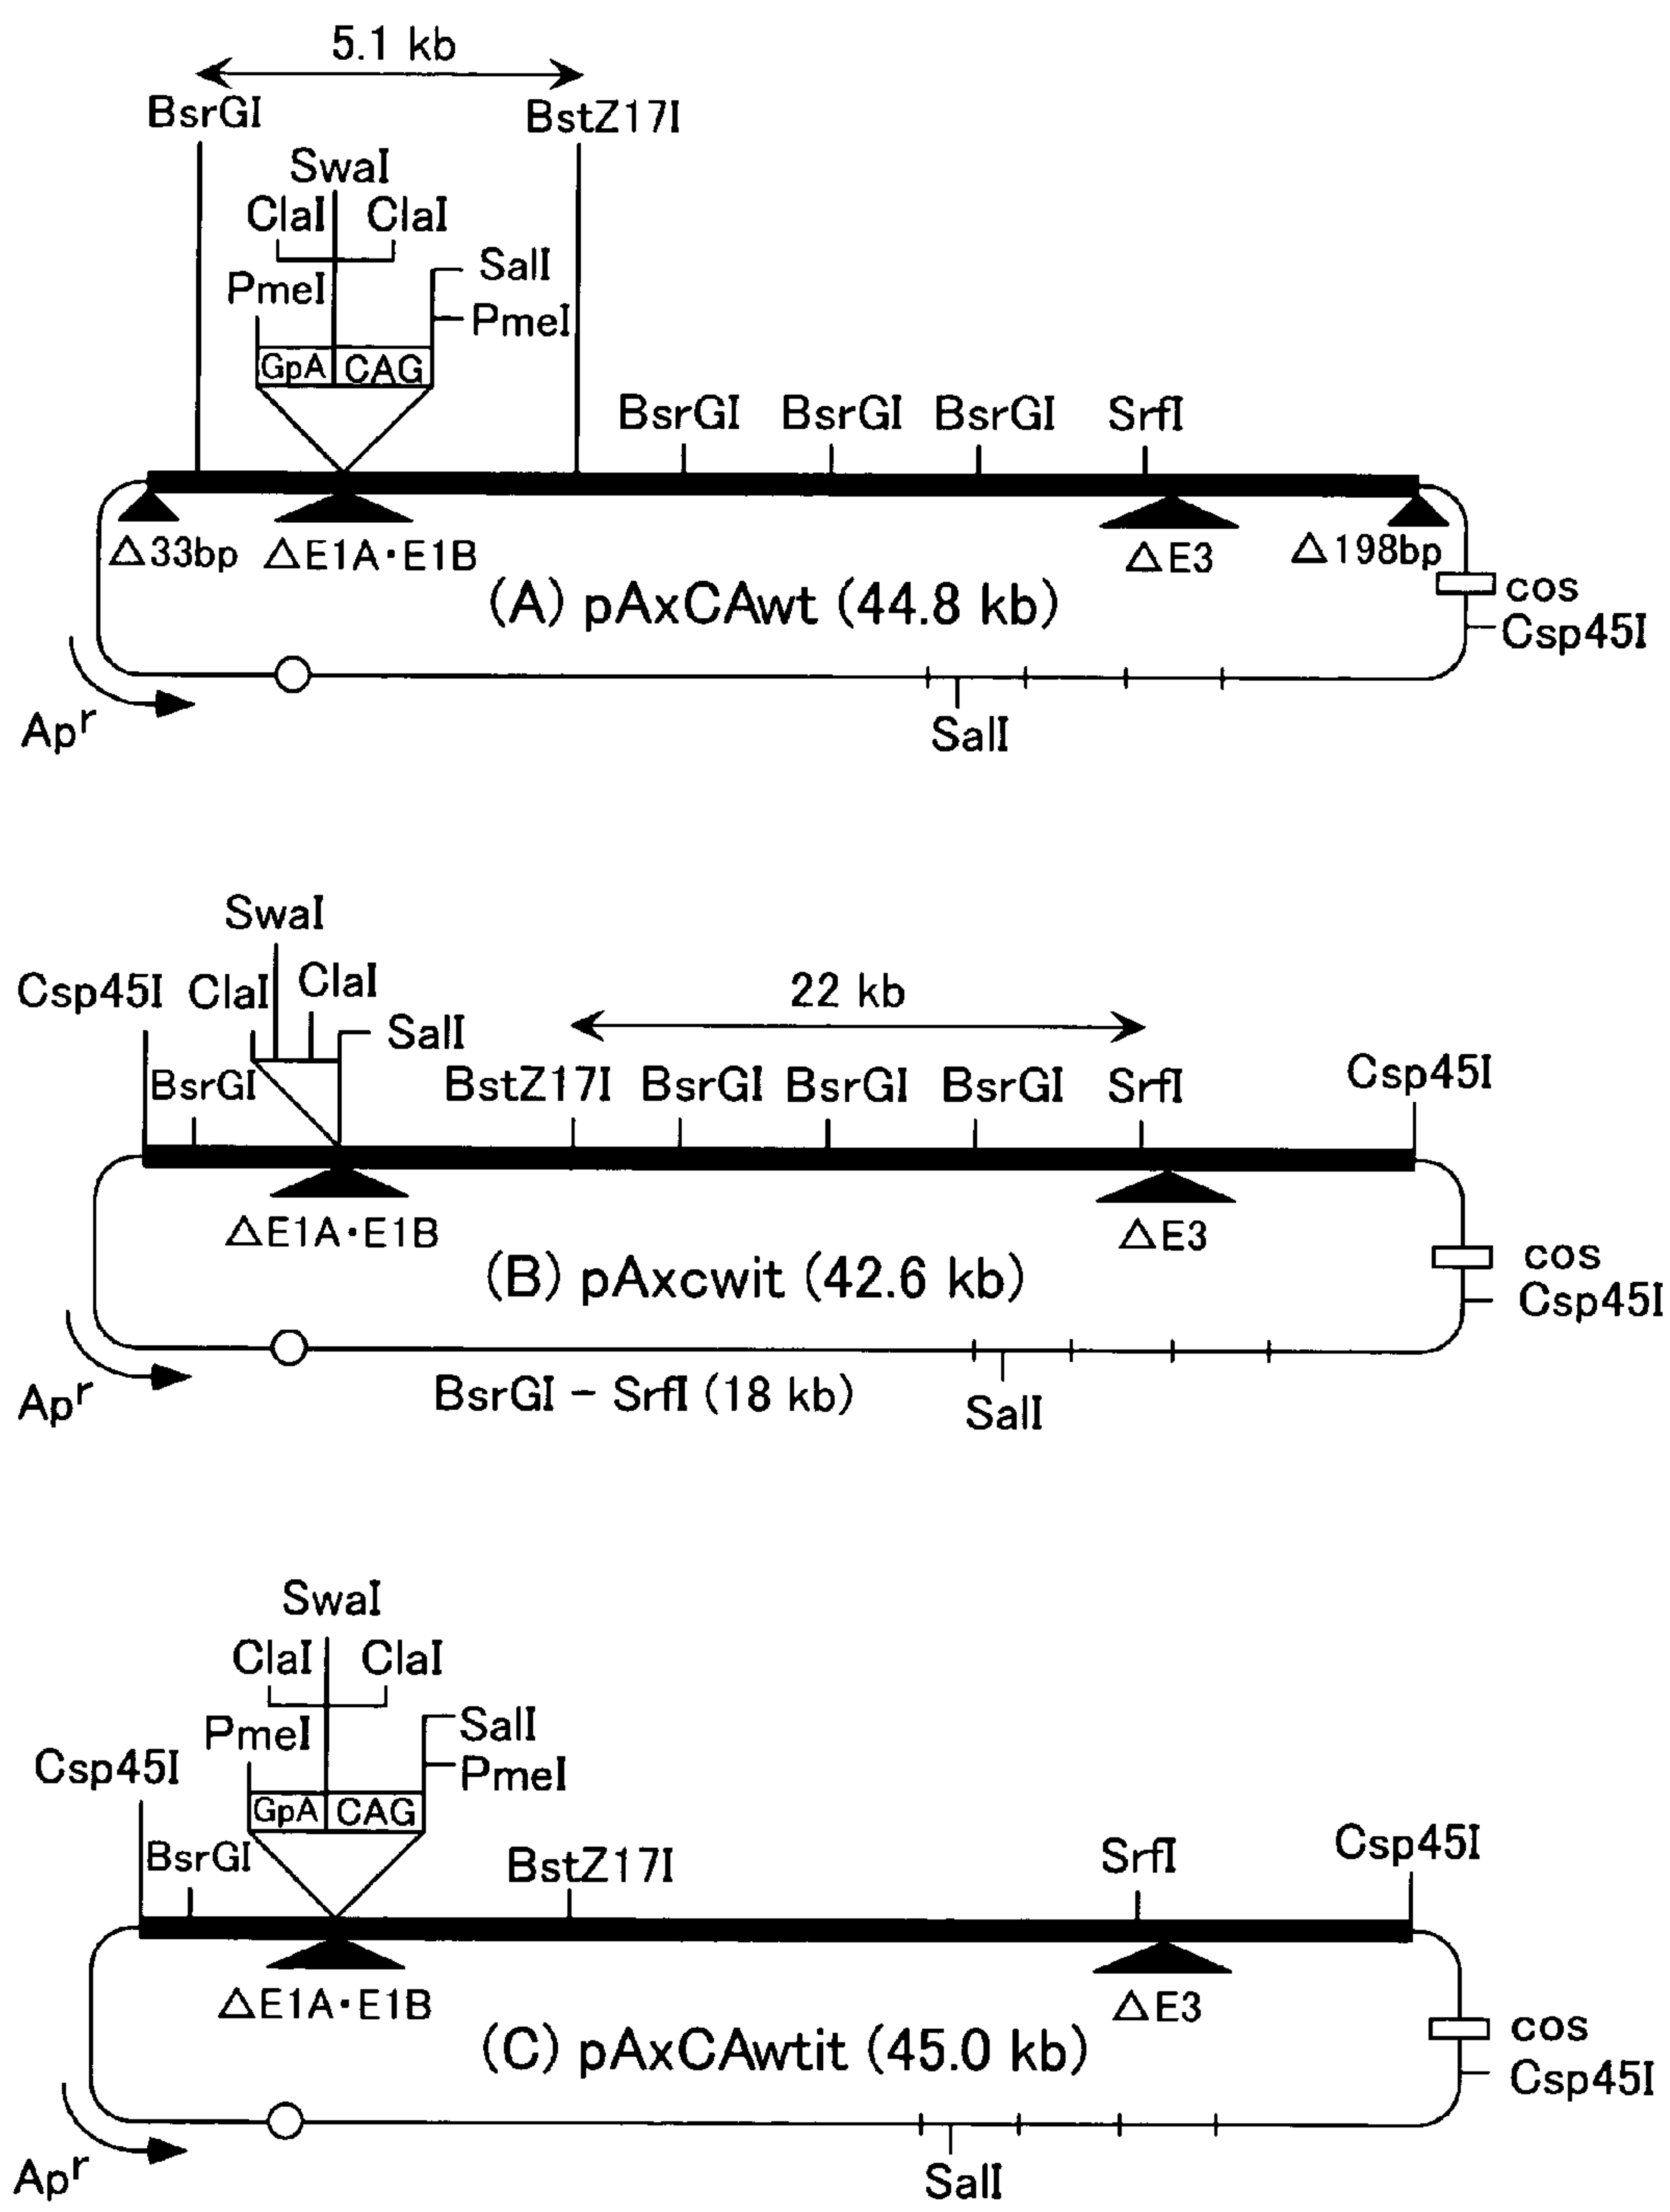 5.1 kb
BsrGI BstZ17I
SwaI
ClaI ClaI
SalI
PmeI PmeI
GpA CAG
BsrGI BsrGI BsrGI SrfI
△33bp △E1A·E1B △E3 △198bp
cos
(A) pAxCAwt (44.8 kb)
Csp45I
Apr
SalI
SwaI
Csp45I ClaI ClaI
22 kb
SalI
BsrGI BstZ17I BsrGI BsrGI BsrGI SrfI Csp45I
△E1A·E1B △E3
cos
(B) pAxcwit (42.6 kb)
Csp45I
Apr
BsrGI – SrfI (18 kb)
SalI
SwaI
ClaI ClaI
PmeI SalI
Csp45I PmeI
GpA CAG
BsrGI BstZ17I SrfI Csp45I
△E1A·E1B △E3
cos
(C) pAxCAwtit (45.0 kb)
Csp45I
Apr
SalI